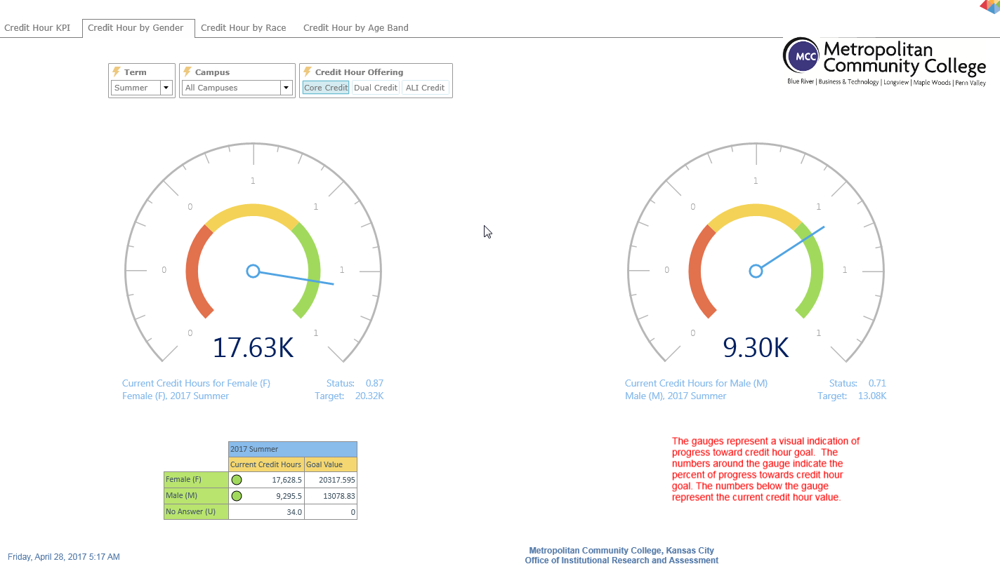 Credit Hour KPI
Credit Hour by Gender
Credit Hour by Race
Credit Hour by Age Band
MCC
Metropolitan
Community College
Blue River | Business & Technology | Longview | Maple Woods | Penn Valley
Term
Summer
Campus
All Campuses
Credit Hour Offering
Core Credit
Dual Credit
ALI Credit
0
0
0
1
1
1
1
17.63K
Current Credit Hours for Female (F)
Status: 0.87
Female (F), 2017 Summer
Target: 20.32K
0
0
0
1
1
1
1
9.30K
Current Credit Hours for Male (M)
Status: 0.71
Male (M), 2017 Summer
Target: 13.08K
2017 Summer
Current Credit Hours Goal Value
Female (F) 17,628.5 20317.595
Male (M) 9,295.5 13078.83
No Answer (U) 34.0 0
The gauges represent a visual indication of
progress toward credit hour goal. The
numbers around the gauge indicate the
percent of progress towards credit hour
goal. The numbers below the gauge
represent the current credit hour value.
Friday, April 28, 2017 5:17 AM
Metropolitan Community College, Kansas City
Office of Institutional Research and Assessment